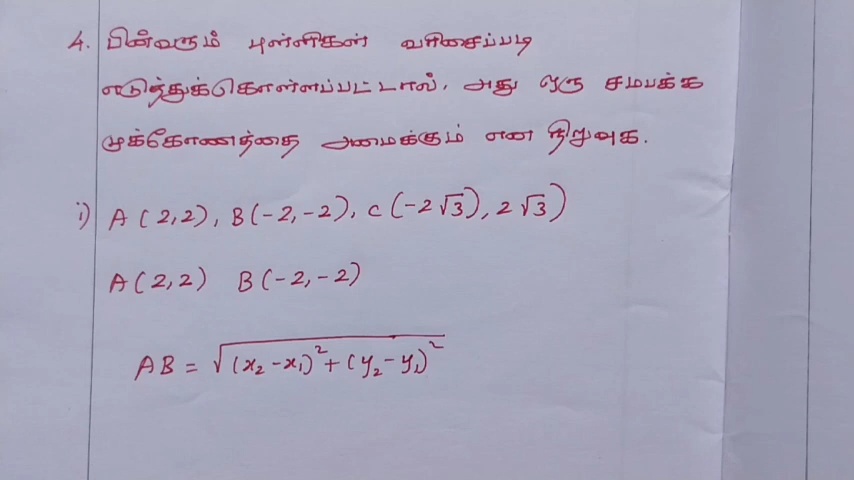 4. பின்வரும் புள்ளிகள் வரிசைப்படி
எடுத்துக்கொள்ளப்பட்டால், அது ஒரு சமபக்க
முக்கோணத்தை அமைக்கும் என நிறுவுக.
i) A(2,2), B(-2,-2), C(-2√3), 2√3)
A(2,2) B(-2,-2)
AB = √(x₂-x₁)²+(y₂-y₁)²